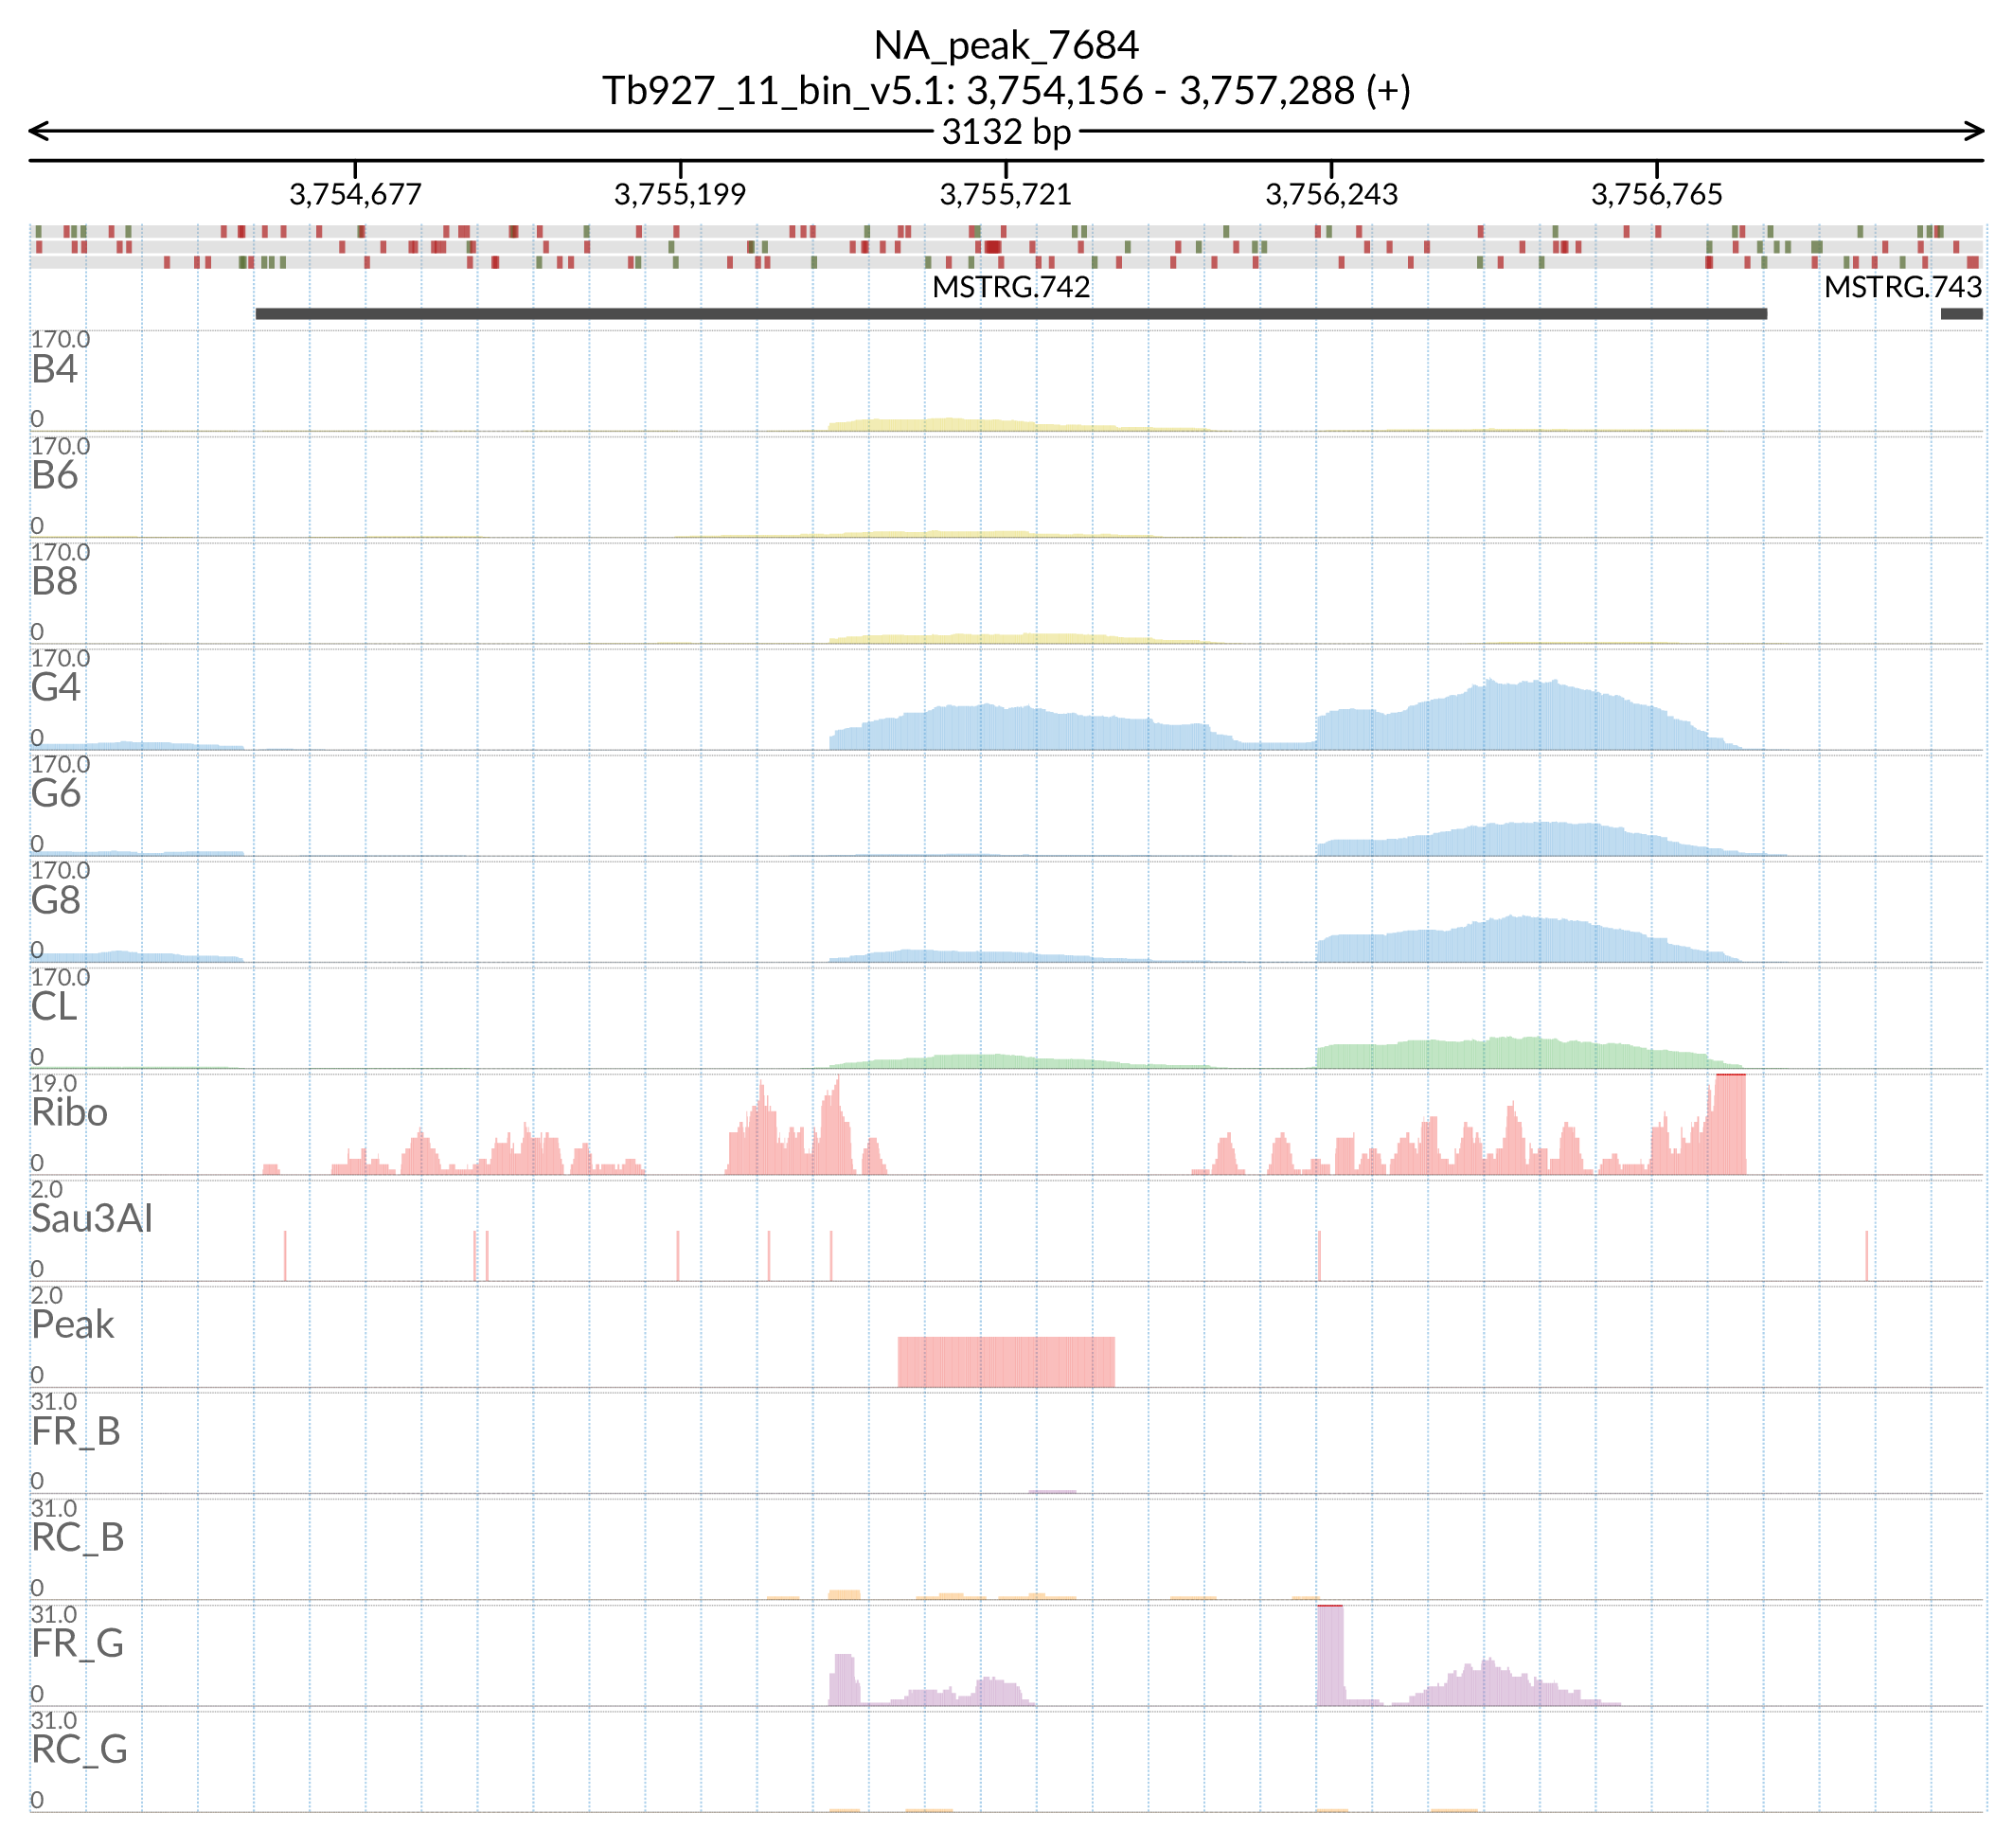 NA_peak_7684
Tb927_11_bin_v5.1: 3,754,156 - 3,757,288 (+)
3132 bp
3,754,677 3,755,199 3,755,721 3,756,243 3,756,765
MSTRG.742 MSTRG.743
170.0
B4
0
170.0
B6
0
170.0
B8
0
170.0
G4
0
170.0
G6
0
170.0
G8
0
170.0
CL
0
19.0
Ribo
0
2.0
Sau3AI
0
2.0
Peak
0
31.0
FR_B
0
31.0
RC_B
0
31.0
FR_G
0
31.0
RC_G
0